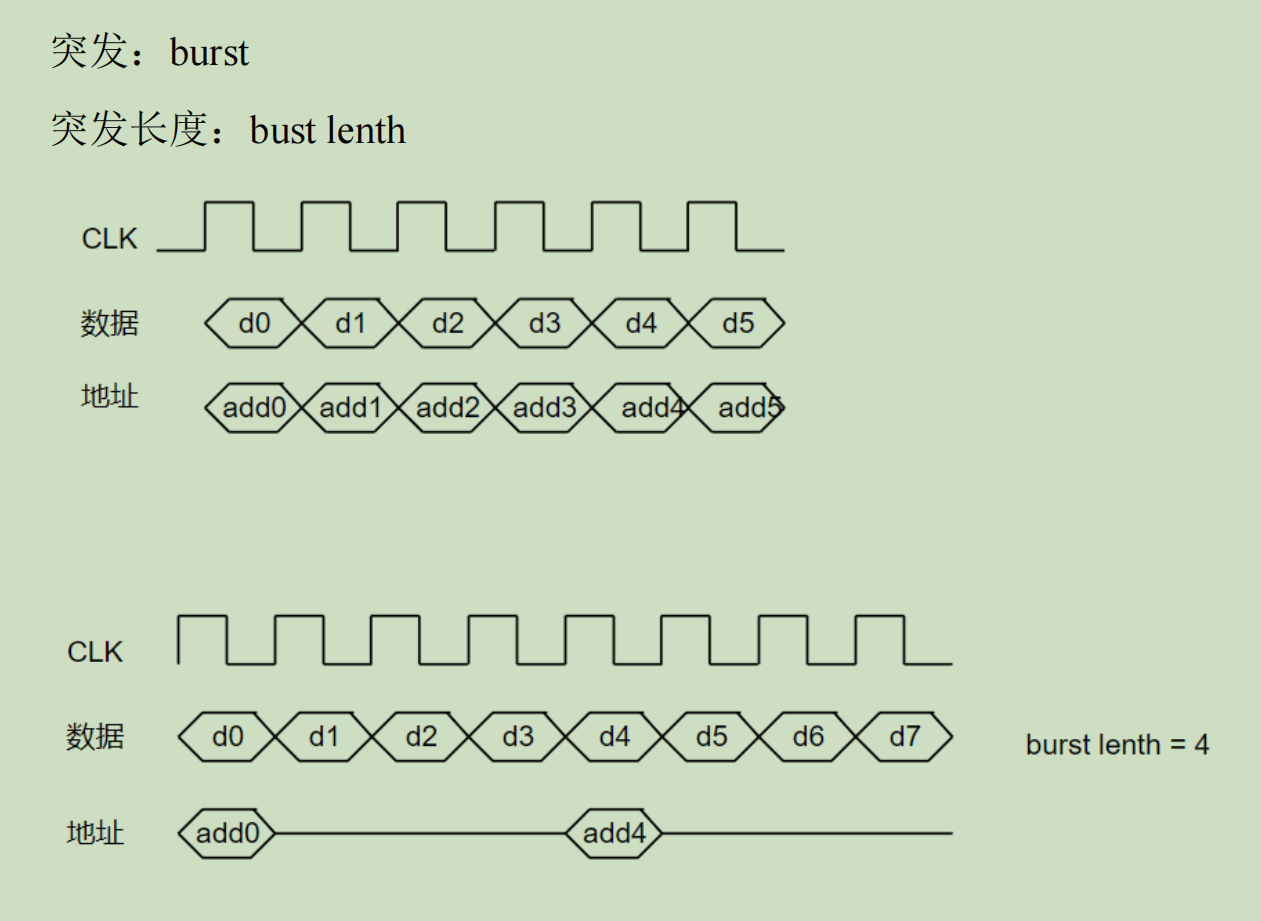 突发：burst
突发长度：bust lenth
CLK
数据 d0 d1 d2 d3 d4 d5
地址 add0 add1 add2 add3 add4 add5
CLK
数据 d0 d1 d2 d3 d4 d5 d6 d7 burst lenth = 4
地址 add0 add4